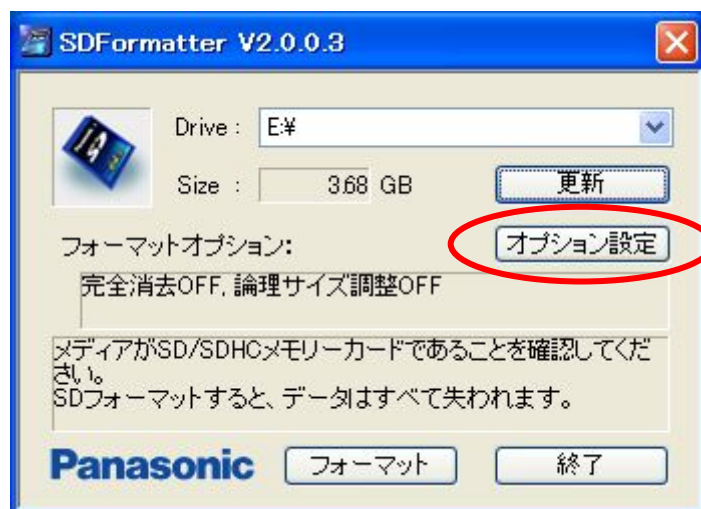 SDFormatter V2.0.0.3
Drive : E:¥
Size : 3.68 GB 更新
フォーマットオプション: オプション設定
完全消去OFF, 論理サイズ調整OFF
メディアがSD/SDHCメモリーカードであることを確認してくだ
さい。
SDフォーマットすると、データはすべて失われます。
Panasonic フォーマット 終了